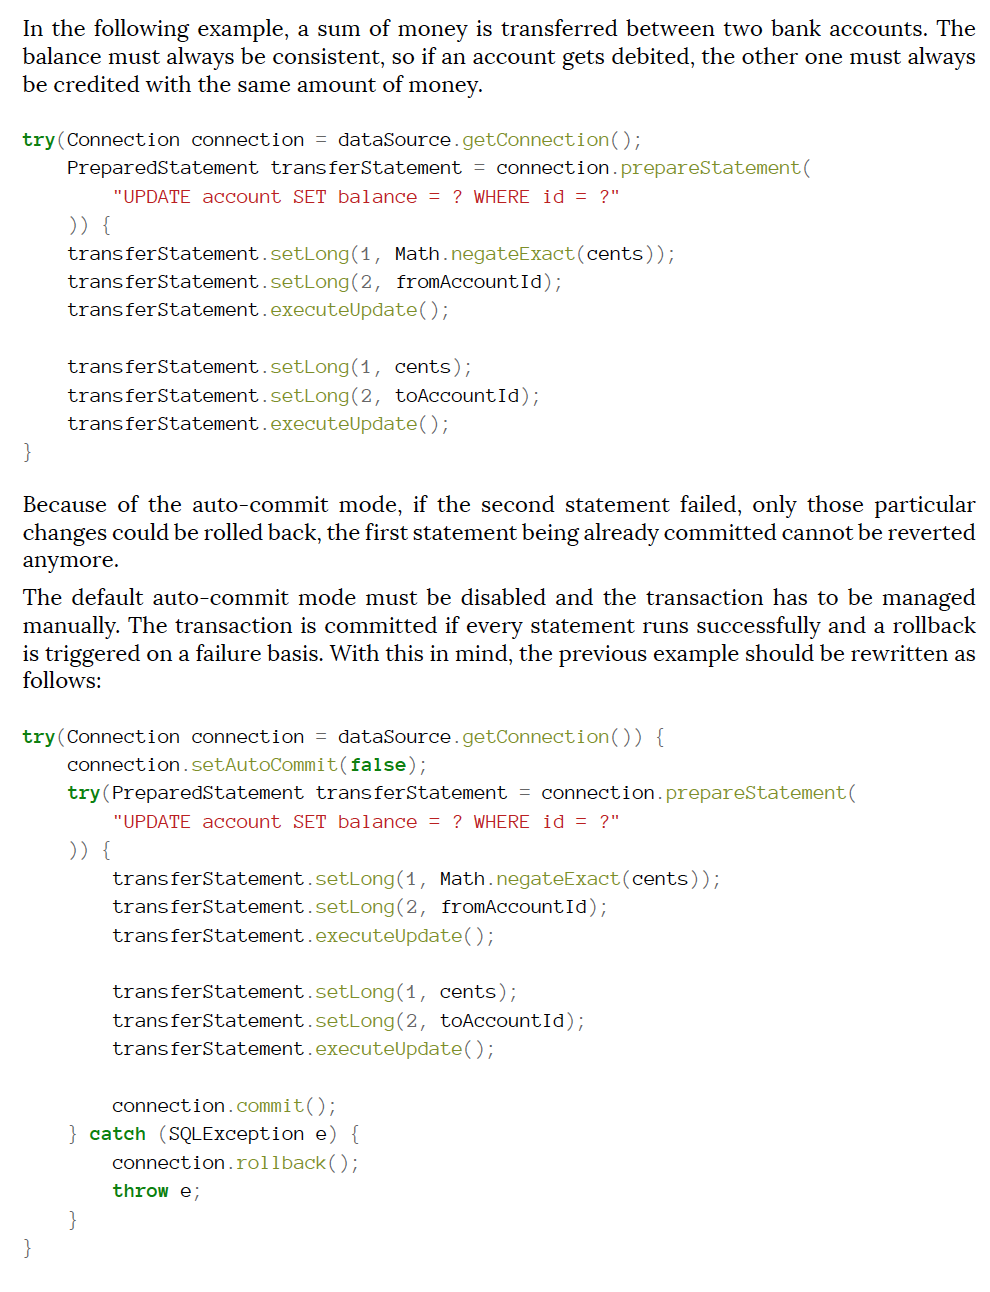 In the following example, a sum of money is transferred between two bank accounts. The
balance must always be consistent, so if an account gets debited, the other one must always
be credited with the same amount of money.
try(Connection connection = dataSource.getConnection();
    PreparedStatement transferStatement = connection.prepareStatement(
        "UPDATE account SET balance = ? WHERE id = ?"
    )) {
    transferStatement.setLong(1, Math.negateExact(cents));
    transferStatement.setLong(2, fromAccountId);
    transferStatement.executeUpdate();

    transferStatement.setLong(1, cents);
    transferStatement.setLong(2, toAccountId);
    transferStatement.executeUpdate();
}
Because of the auto-commit mode, if the second statement failed, only those particular
changes could be rolled back, the first statement being already committed cannot be reverted
anymore.
The default auto-commit mode must be disabled and the transaction has to be managed
manually. The transaction is committed if every statement runs successfully and a rollback
is triggered on a failure basis. With this in mind, the previous example should be rewritten as
follows:
try(Connection connection = dataSource.getConnection()) {
    connection.setAutoCommit(false);
    try(PreparedStatement transferStatement = connection.prepareStatement(
        "UPDATE account SET balance = ? WHERE id = ?"
    )) {
        transferStatement.setLong(1, Math.negateExact(cents));
        transferStatement.setLong(2, fromAccountId);
        transferStatement.executeUpdate();

        transferStatement.setLong(1, cents);
        transferStatement.setLong(2, toAccountId);
        transferStatement.executeUpdate();

        connection.commit();
    } catch (SQLException e) {
        connection.rollback();
        throw e;
    }
}